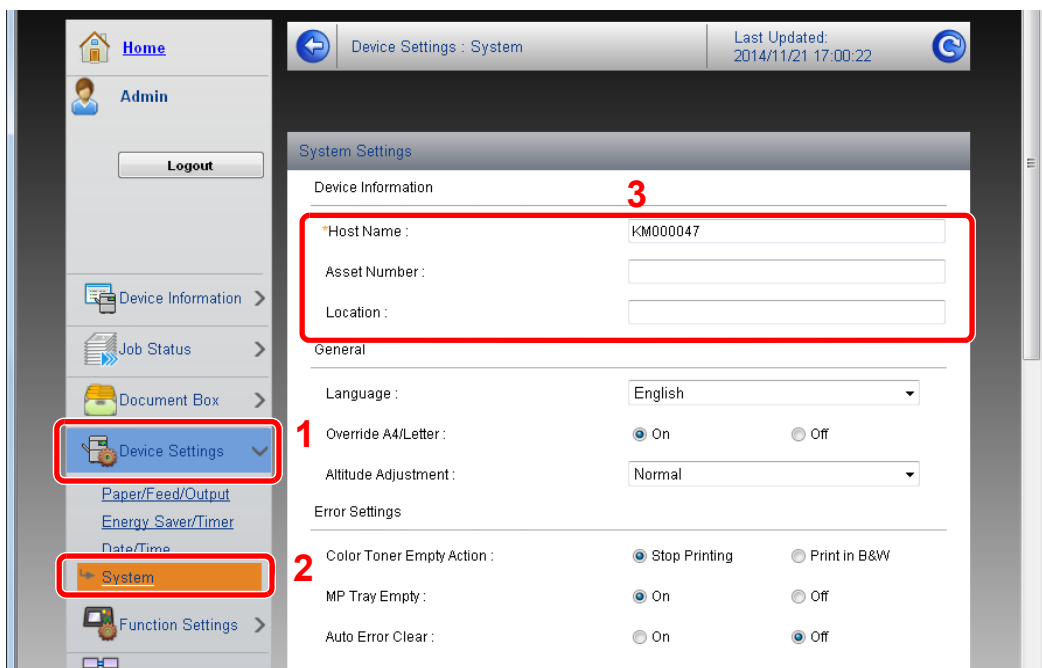 Home
Admin
Logout
Device Information
Job Status
Document Box
1
Device Settings
Paper/Feed/Output
Energy Saver/Timer
Date/Time
2
System
Function Settings
Device Settings : System
Last Updated:
2014/11/21 17:00:22
System Settings
Device Information
3
*Host Name : KM000047
Asset Number :
Location :
General
Language : English
Override A4/Letter : On Off
Altitude Adjustment : Normal
Error Settings
Color Toner Empty Action : Stop Printing Print in B&W
MP Tray Empty : On Off
Auto Error Clear : On Off